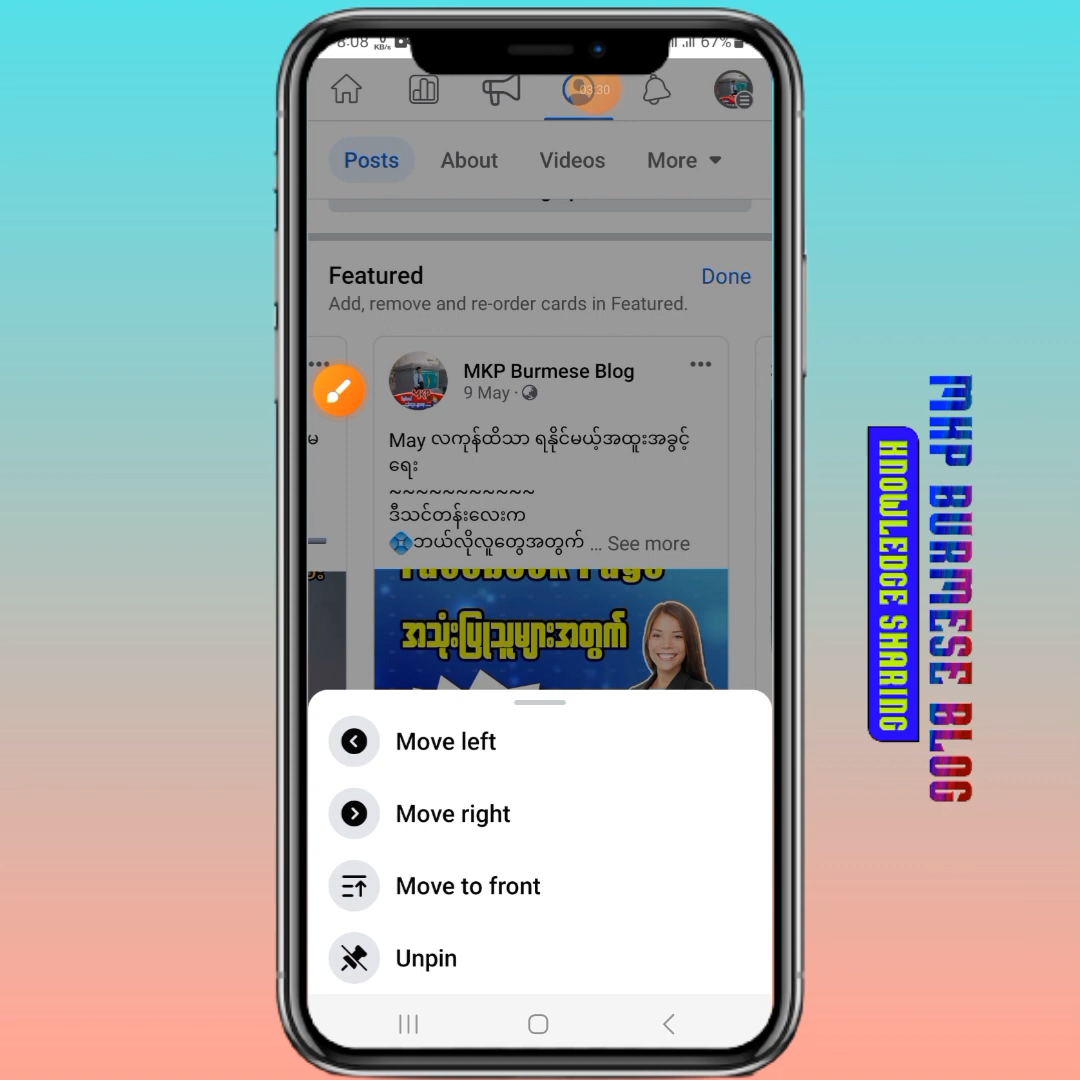 8:08 KB/s
67%
03:30
Posts About Videos More
Featured Done
Add, remove and re-order cards in Featured.
MKP Burmese Blog
9 May ·
May လကုန်ထိသာ ရနိုင်မယ့်အထူးအခွင့်
ရေး
~~~~~~~~~~~
ဒီသင်တန်းလေးက
💠ဘယ်လိုလူတွေအတွက် ... See more
Facebook Page
အသုံးပြုသူများအတွက်
Move left
Move right
Move to front
Unpin
MKP BURMESE BLOG
KNOWLEDGE SHARING